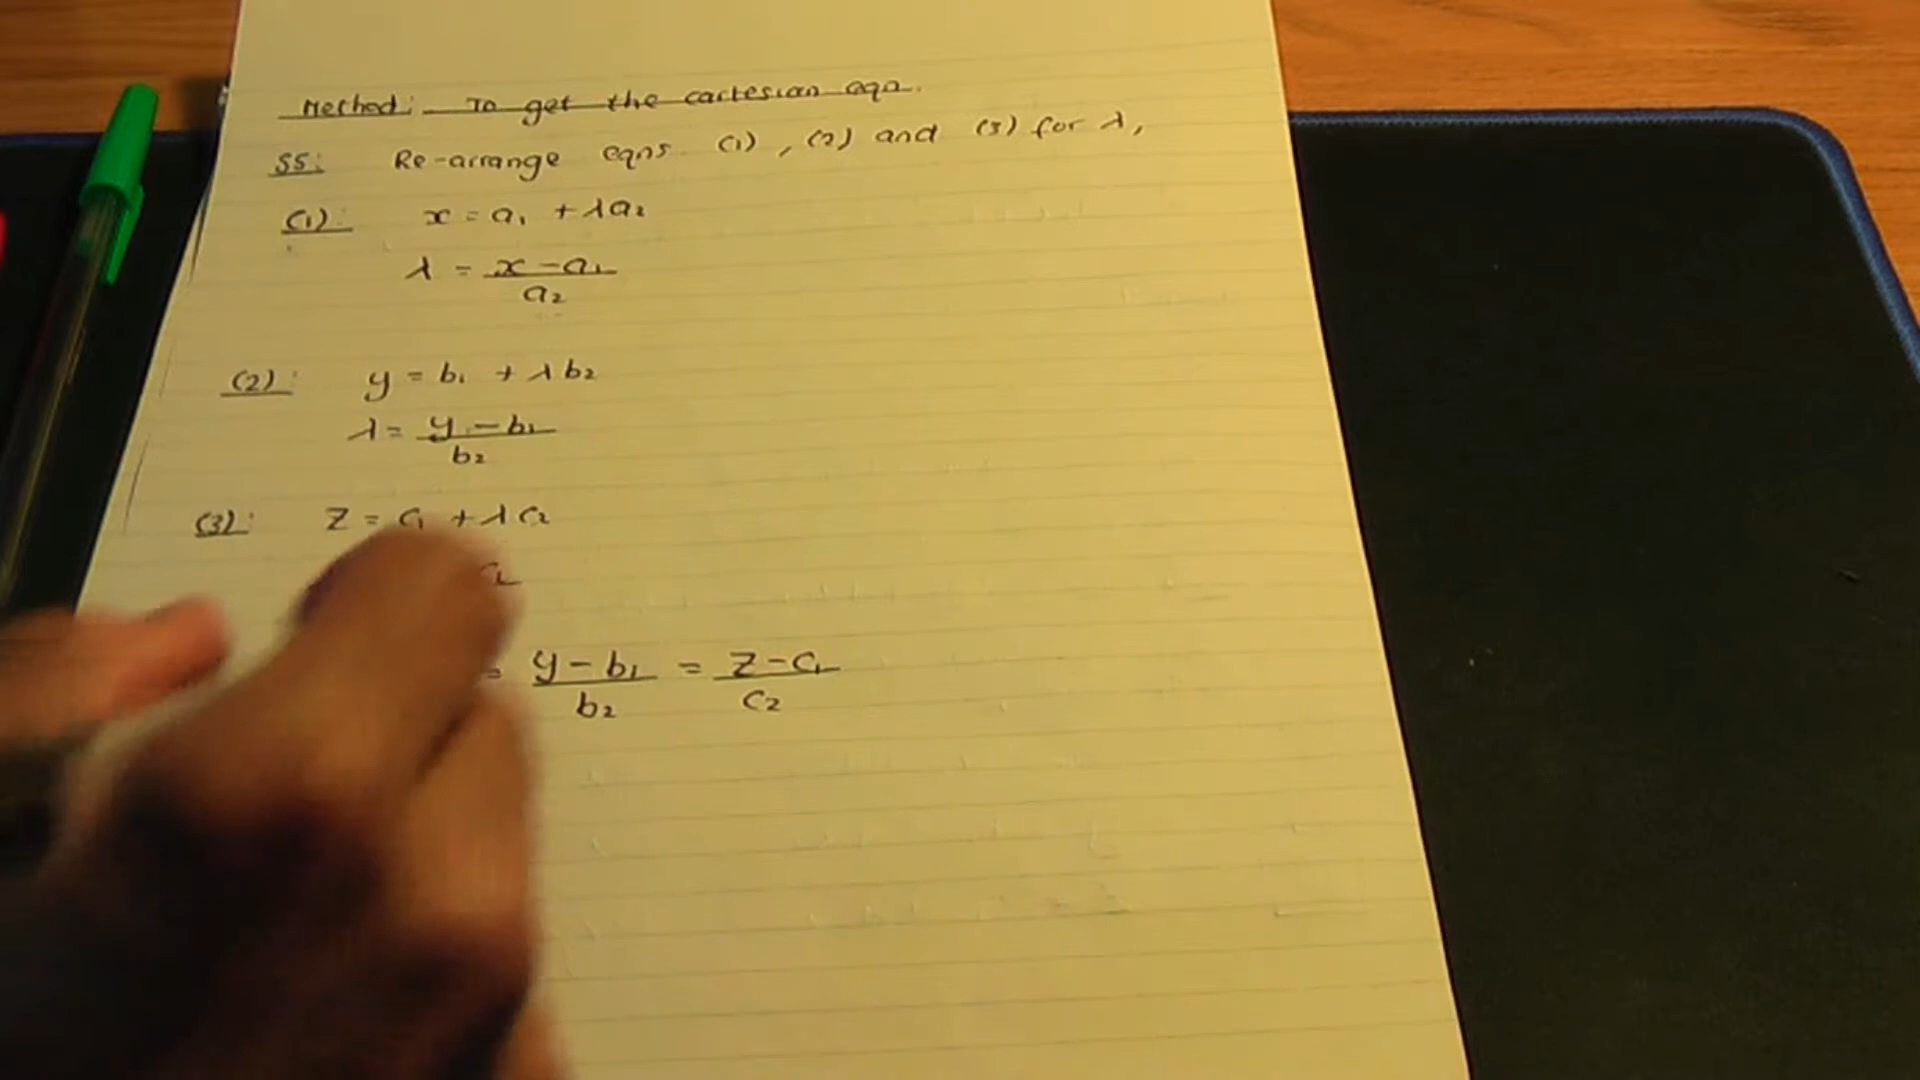 Method: To get the cartesian eqn.
S5: Re-arrange eqns (1), (2) and (3) for λ,
(1): x = a₁ + λa₂
λ = x - a₁
a₂
(2): y = b₁ + λb₂
λ = y - b₁
b₂
(3): z = c₁ + λc₂
= y - b₁ = z - c₁
b₂ c₂